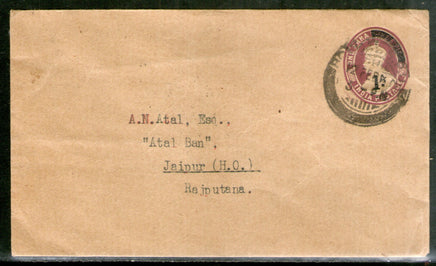 A.N.Atal, Esq.,
"Atal Ban",
Jaipur (H.O.)
Rajputana.